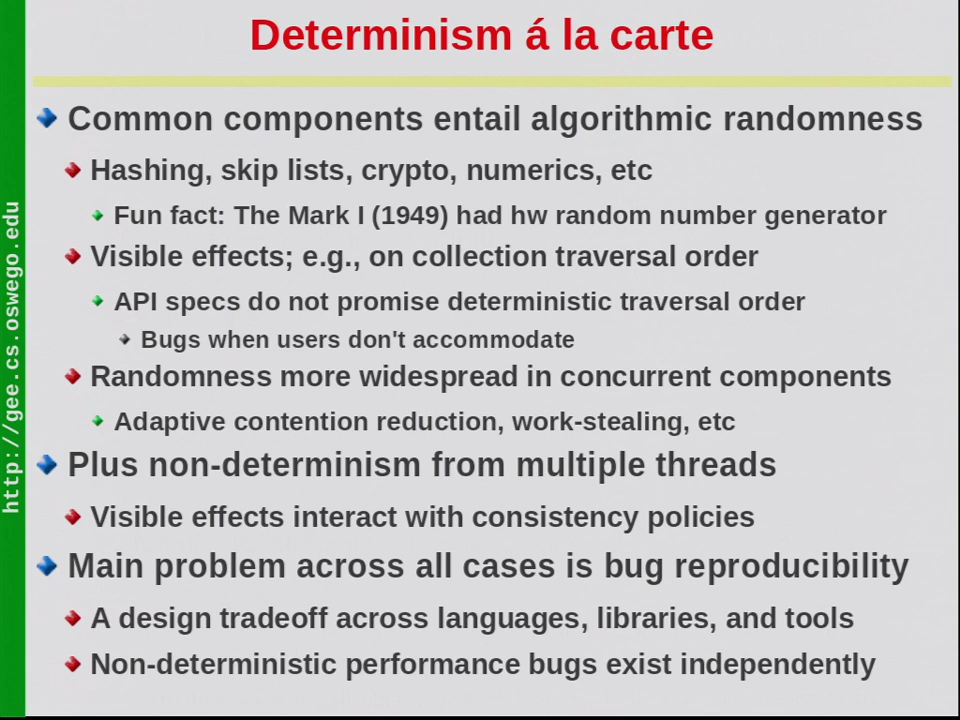 Determinism á la carte
Common components entail algorithmic randomness
Hashing, skip lists, crypto, numerics, etc
Fun fact: The Mark I (1949) had hw random number generator
Visible effects; e.g., on collection traversal order
API specs do not promise deterministic traversal order
Bugs when users don't accommodate
Randomness more widespread in concurrent components
Adaptive contention reduction, work-stealing, etc
Plus non-determinism from multiple threads
Visible effects interact with consistency policies
Main problem across all cases is bug reproducibility
A design tradeoff across languages, libraries, and tools
Non-deterministic performance bugs exist independently
http://gee.cs.oswego.edu